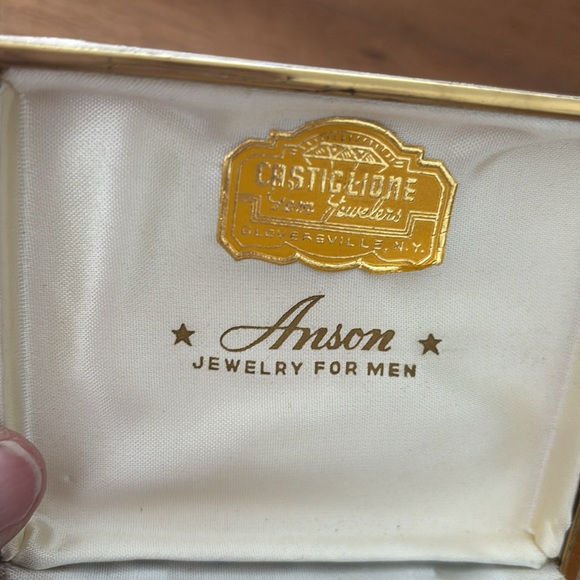 CASTIGLIONE
Gem Jewelers
GLOVERSVILLE, N.Y.
★ Anson ★
JEWELRY FOR MEN